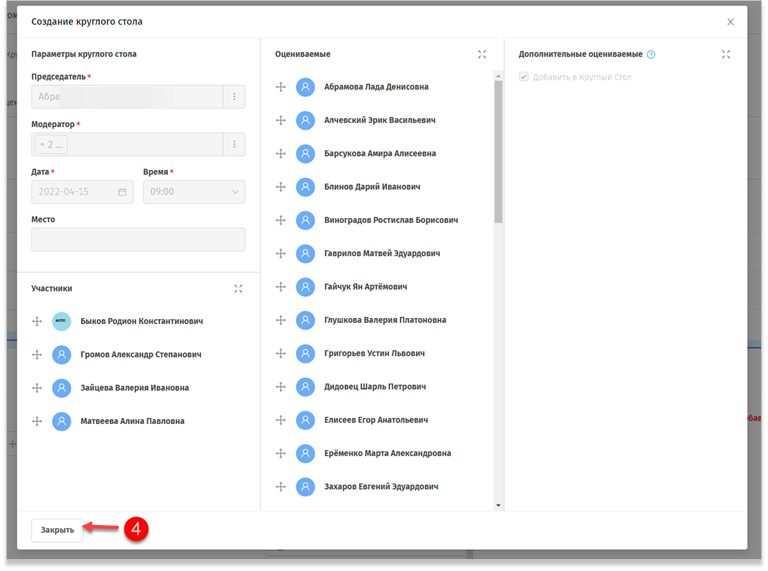 Создание круглого стола
Параметры круглого стола
Председатель *
Абра
Модератор *
+ 2 ...
Дата *
Время *
2022-04-15
09:00
Место
Участники
Быков Родион Константинович
Громов Александр Степанович
Зайцева Валерия Ивановна
Матвеева Алина Павловна
Оцениваемые
Абрамова Лада Денисовна
Алчевский Эрик Васильевич
Барсукова Амира Алисеевна
Блинов Дарий Иванович
Виноградов Ростислав Борисович
Гаврилов Матвей Эдуардович
Гайчук Ян Артёмович
Глушкова Валерия Платоновна
Григорьев Устин Львович
Дидовец Шарль Петрович
Елисеев Егор Анатольевич
Ерёменко Марта Александровна
Захаров Евгений Эдуардович
Дополнительные оцениваемые
Добавить в Круглый Стол
Закрыть
4